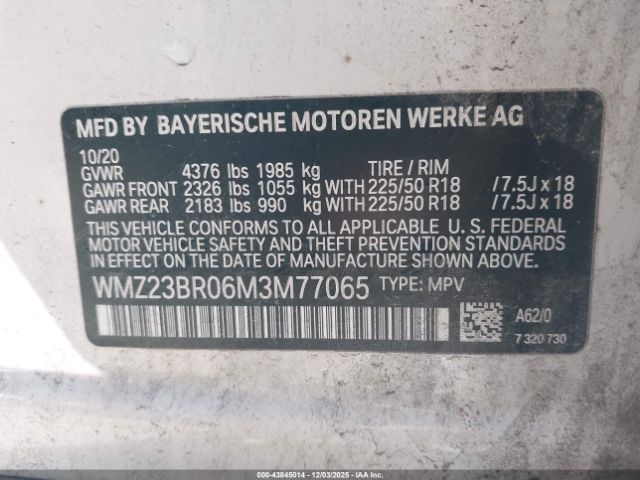 MFD BY BAYERISCHE MOTOREN WERKE AG
10/20
GVWR 4376 lbs 1985 kg TIRE / RIM
GAWR FRONT 2326 lbs 1055 kg WITH 225/50 R18 / 7.5J x 18
GAWR REAR 2183 lbs 990 kg WITH 225/50 R18 / 7.5J x 18
THIS VEHICLE CONFORMS TO ALL APPLICABLE U. S. FEDERAL
MOTOR VEHICLE SAFETY AND THEFT PREVENTION STANDARDS
IN EFFECT ON THE DATE OF MANUFACTURE SHOWN ABOVE.
WMZ23BR06M3M77065 TYPE: MPV
A62/0
7 320 730
000-43845014 - 12/03/2025 - IAAI.COM